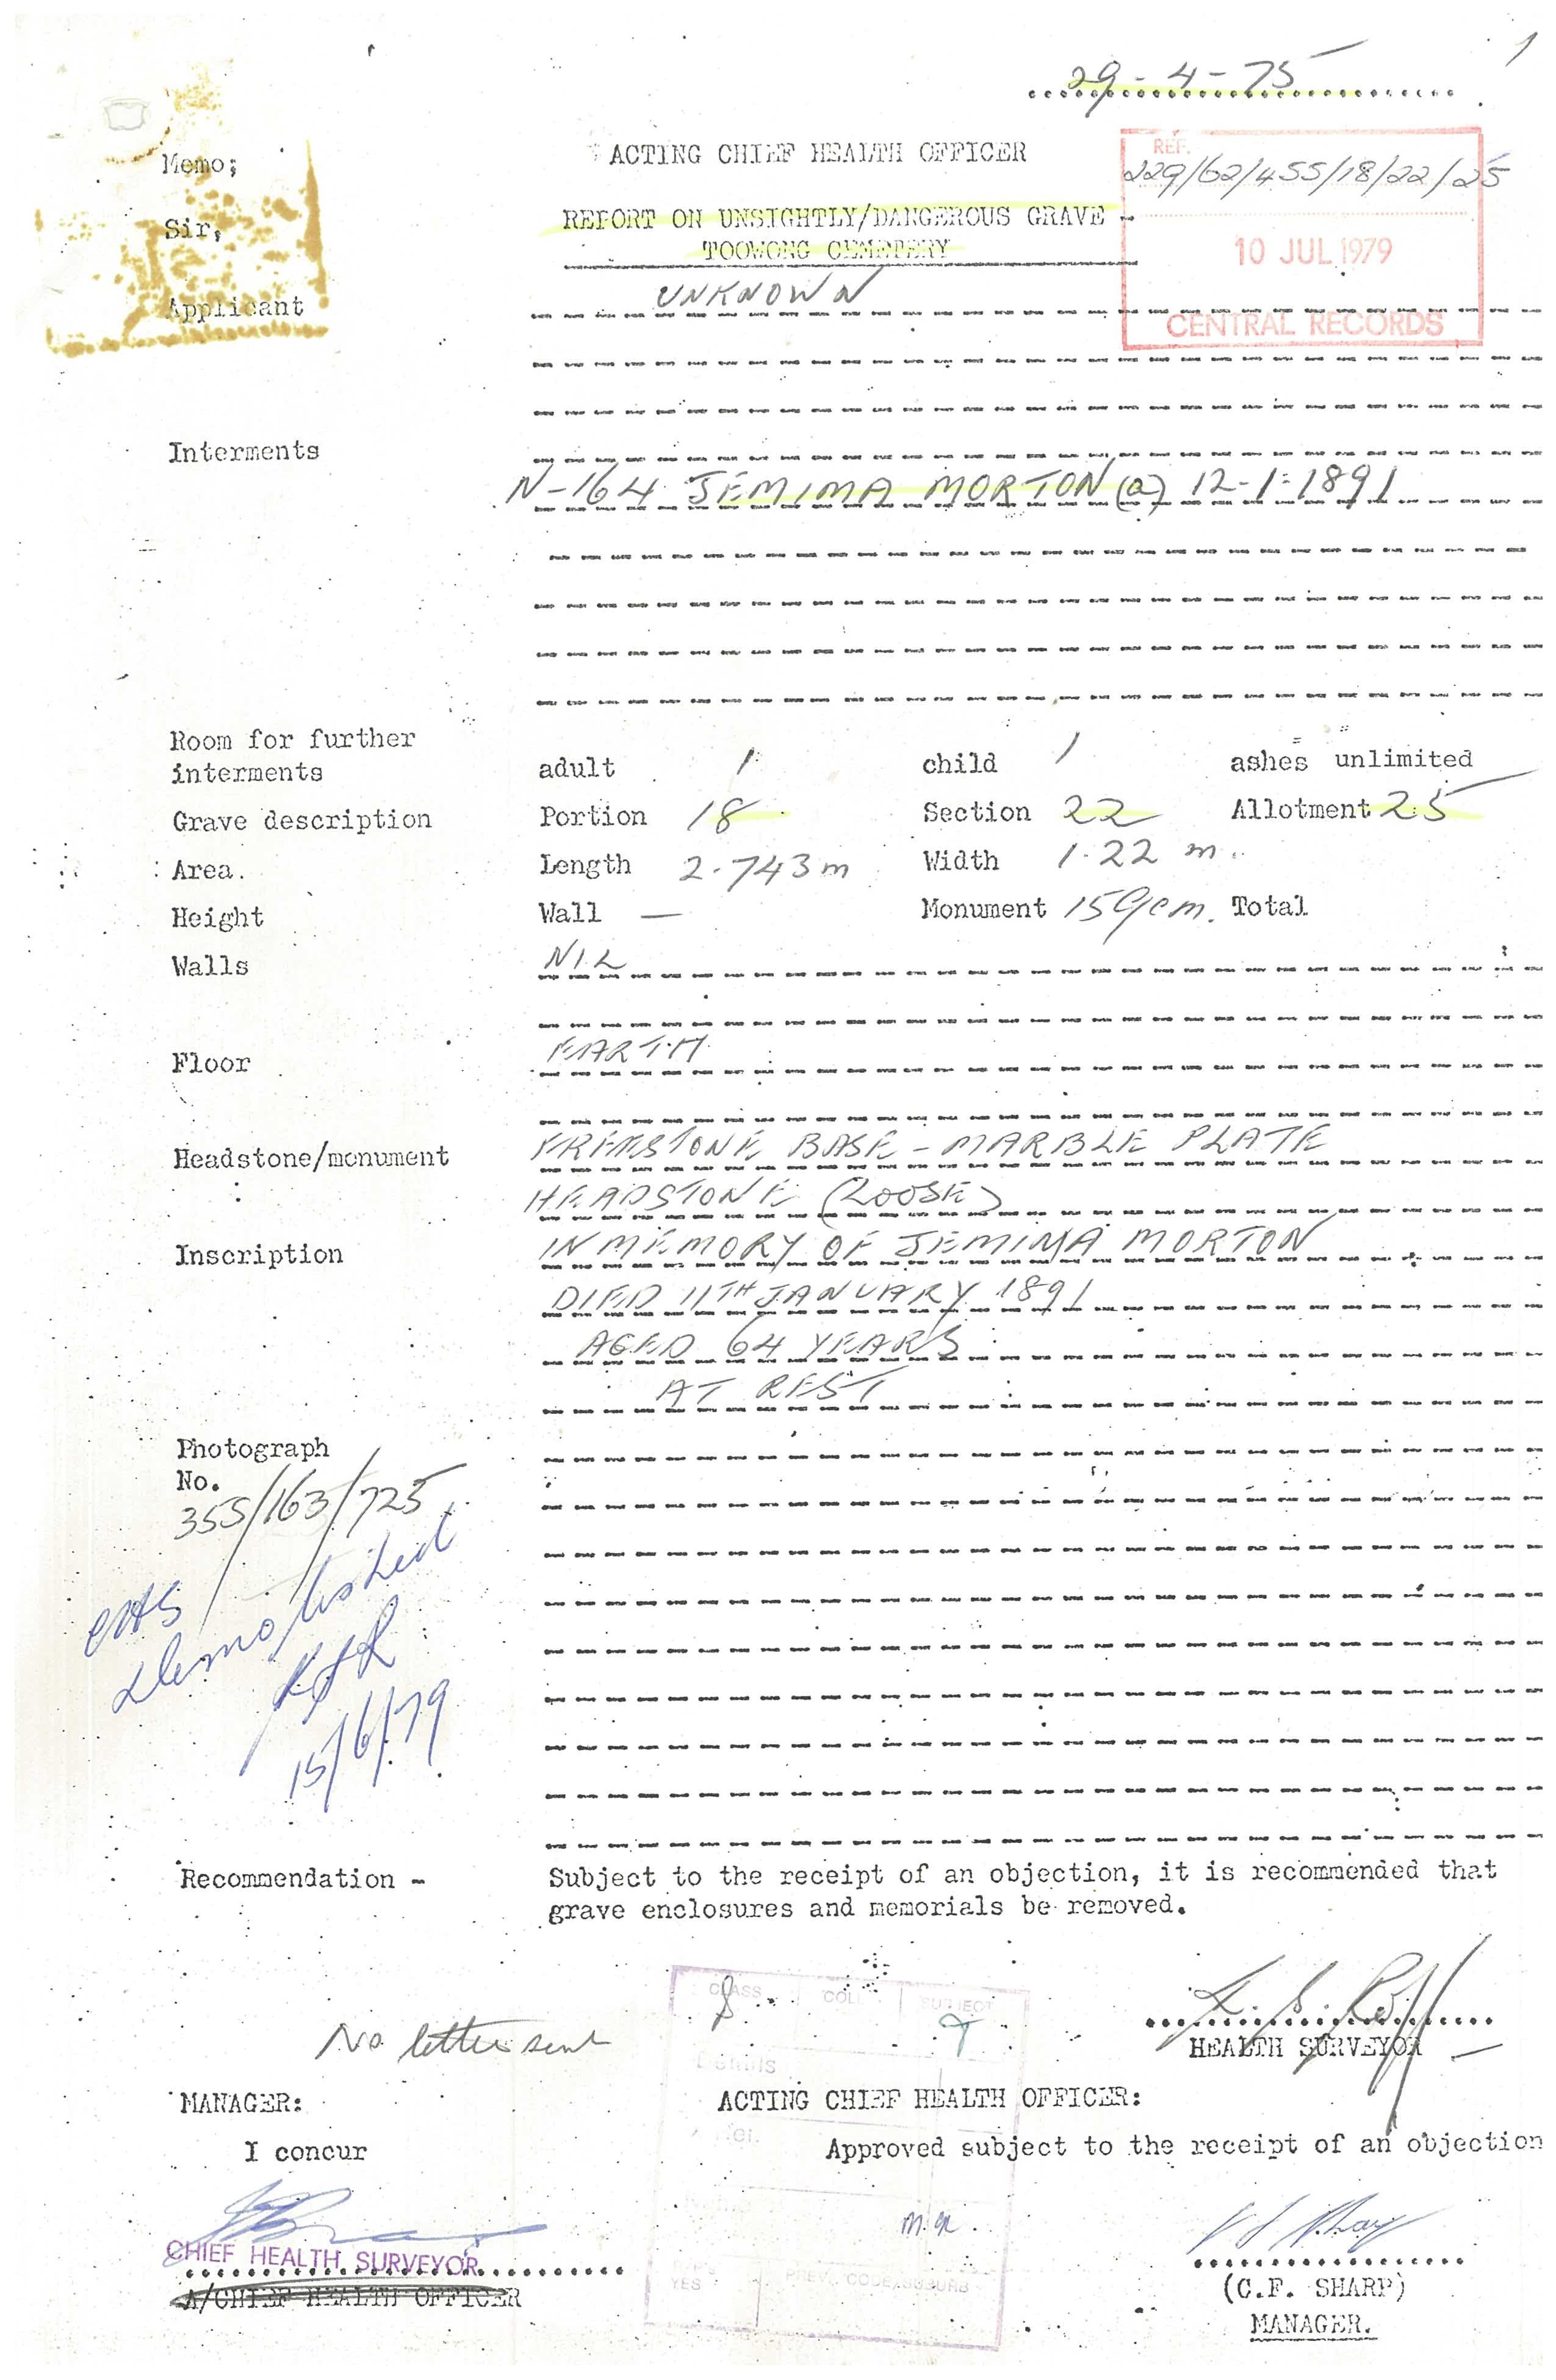 1
29-4-75
Memo;
ACTING CHIEF HEALTH OFFICER
REF.
229/62/455/18/22/25
Sir,
REPORT ON UNSIGHTLY/DANGEROUS GRAVE -
TOOWONG CEMETERY
10 JUL 1979
CENTRAL RECORDS
Applicant UNKNOWN
Interments
N-164 JEMIMA MORTON (a) 12-1-1891
Room for further
interments adult 1 child 1 ashes unlimited
Grave description Portion 18 Section 22 Allotment 25
Area. Length 2.743m Width 1.22 m.
Height Wall — Monument 159cm. Total
Walls NIL
Floor EARTH
Headstone/monument FREESTONE BASE - MARBLE PLATE
HEADSTONE (LOOSE)
Inscription IN MEMORY OF JEMIMA MORTON
DIED 11TH JANUARY 1891
AGED 64 YEARS
AT REST
Photograph
No.
355/163/725
demolished
15/6/79
Recommendation - Subject to the receipt of an objection, it is recommended that
grave enclosures and memorials be removed.
CLASS COLL SUBJECT
No letter sent
HEALTH SURVEYOR
MANAGER: ACTING CHIEF HEALTH OFFICER:
I concur Approved subject to the receipt of an objection
CHIEF HEALTH SURVEYOR
A/CHIEF HEALTH OFFICER
YES PREV. CODE/SUBURB
(C.F. SHARP)
MANAGER.